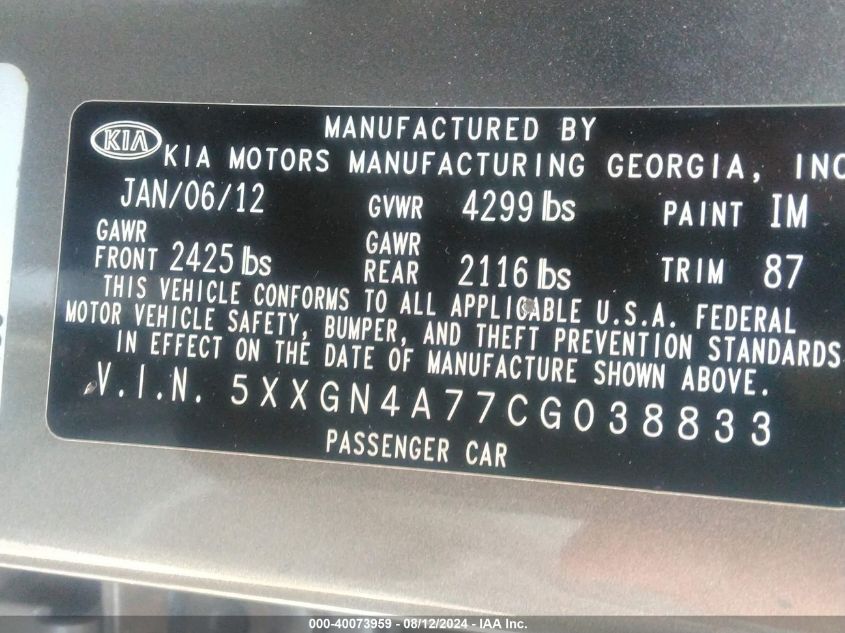 KIA
MANUFACTURED BY
KIA MOTORS MANUFACTURING GEORGIA, INC
JAN/06/12 GVWR 4299 lbs PAINT IM
GAWR FRONT 2425 lbs GAWR REAR 2116 lbs TRIM 87
THIS VEHICLE CONFORMS TO ALL APPLICABLE U.S.A. FEDERAL
MOTOR VEHICLE SAFETY, BUMPER, AND THEFT PREVENTION STANDARDS
IN EFFECT ON THE DATE OF MANUFACTURE SHOWN ABOVE.
V.I.N. 5XXGN4A77CG038833
PASSENGER CAR
000-40073959 - 08/12/2024 - IAA Inc.